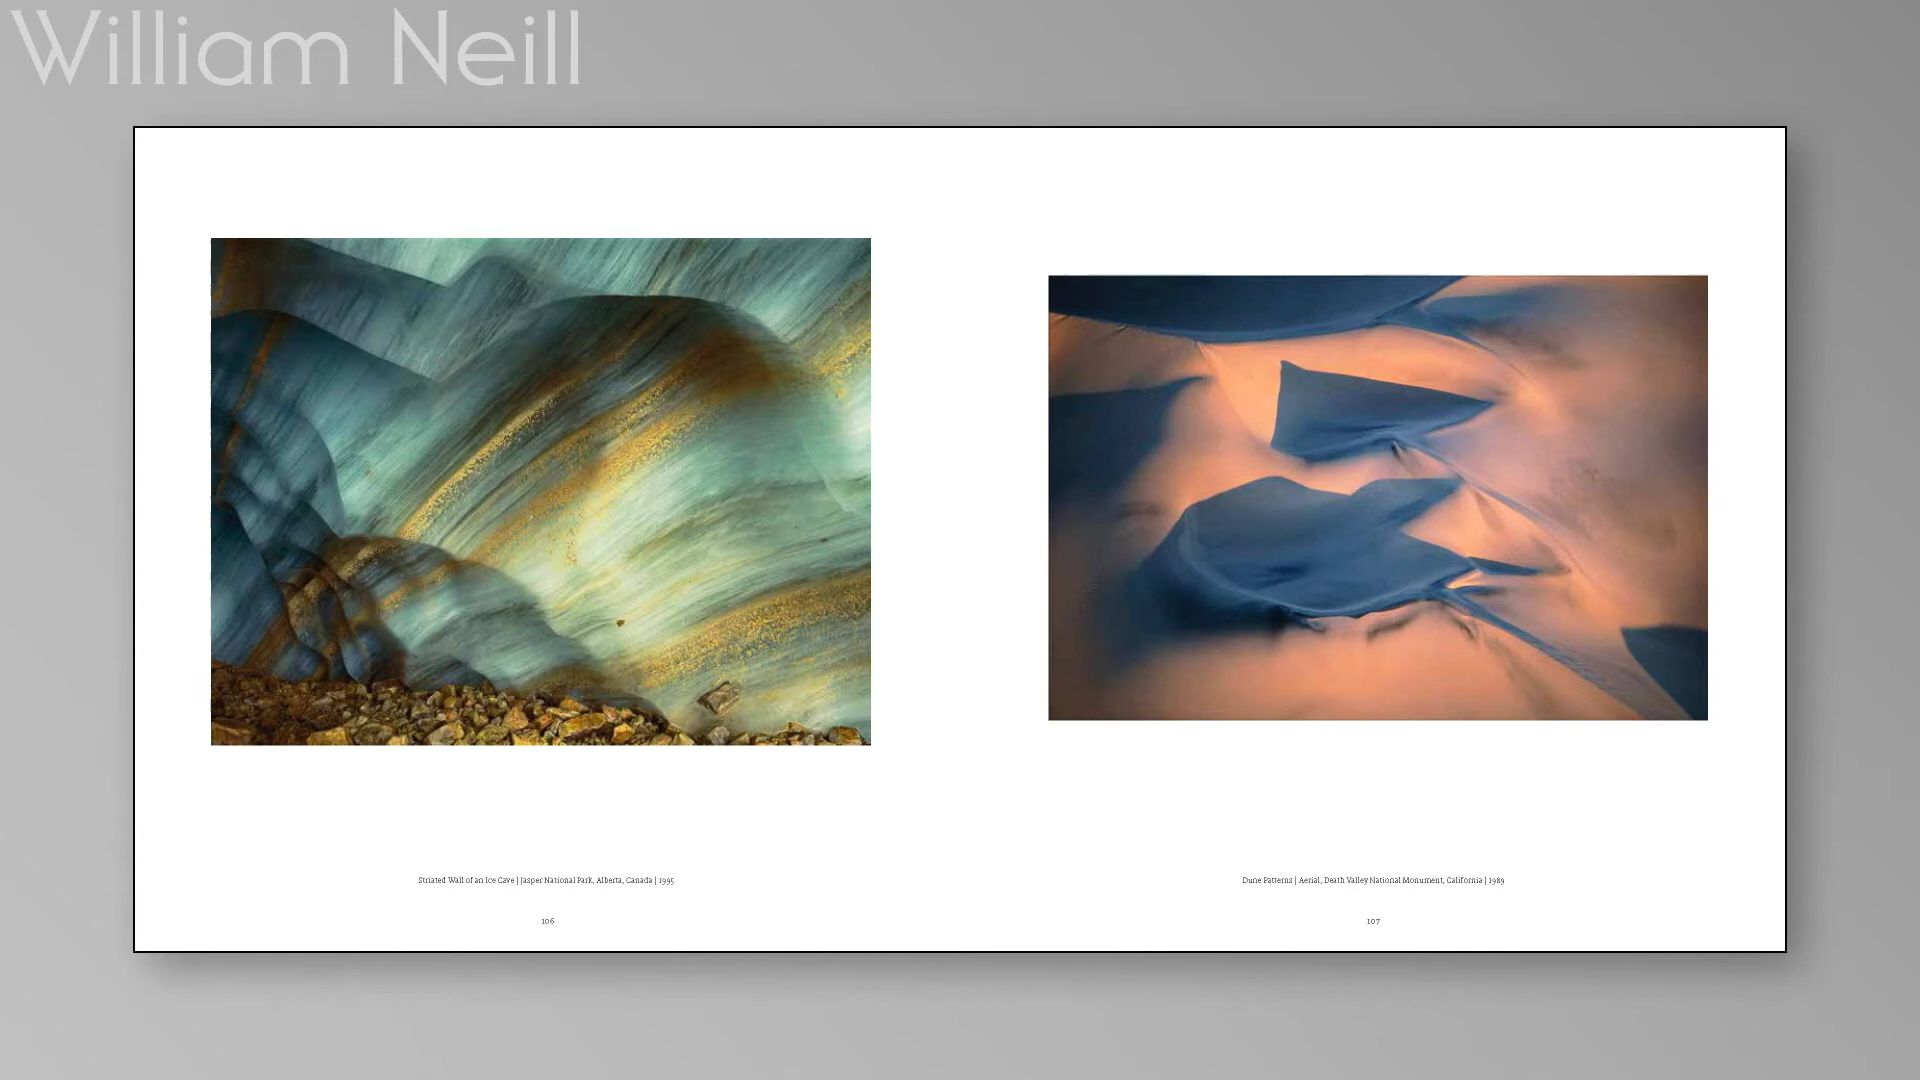 William Neill
Striated Wall of an Ice Cave | Jasper National Park, Alberta, Canada | 1995
106
Dune Patterns | Aerial, Death Valley National Monument, California | 1989
107